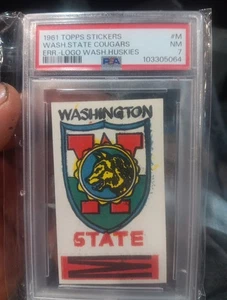 1961 TOPPS STICKERS #M
WASH.STATE COUGARS NM
ERR -LOGO WASH.HUSKIES 7
PSA 103305064
WASHINGTON
W
STATE
W